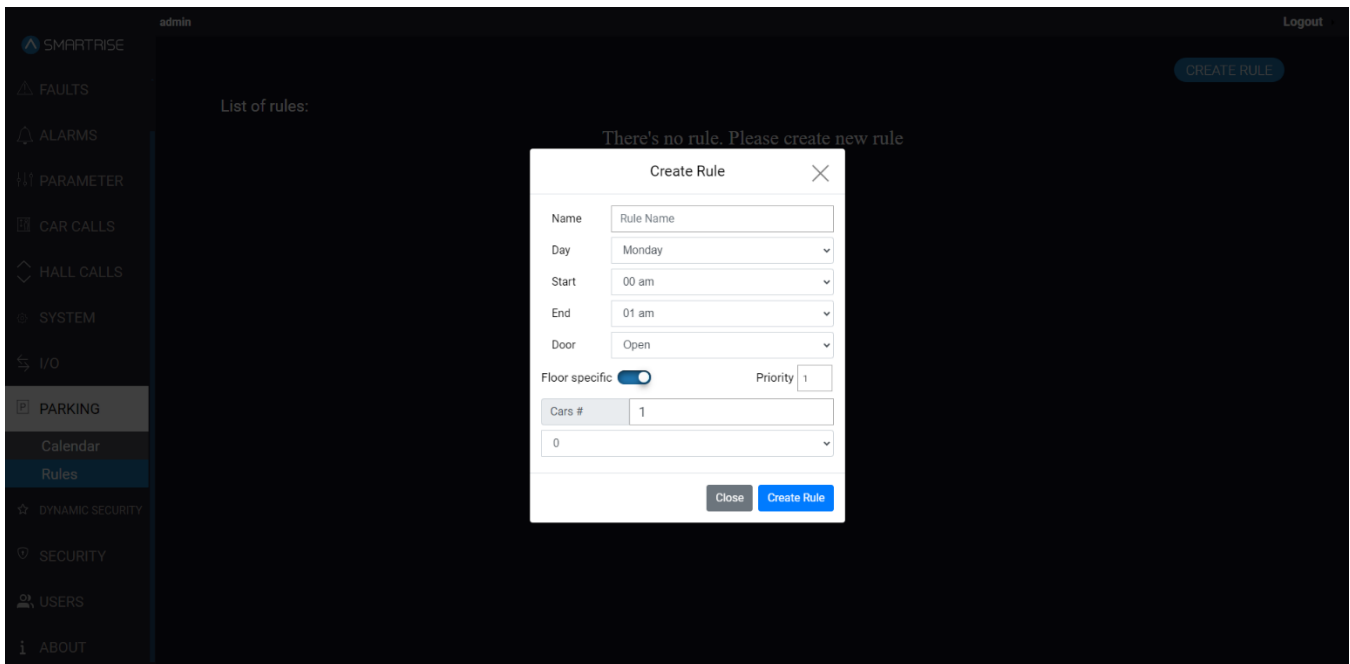 admin
Logout
SMARTRISE
CREATE RULE
FAULTS
List of rules:
ALARMS
There's no rule. Please create new rule
PARAMETER
CAR CALLS
HALL CALLS
SYSTEM
I/O
P PARKING
Calendar
Rules
DYNAMIC SECURITY
SECURITY
USERS
i ABOUT
Create Rule
Name Rule Name
Day Monday
Start 00 am
End 01 am
Door Open
Floor specific Priority 1
Cars # 1
0
Close Create Rule